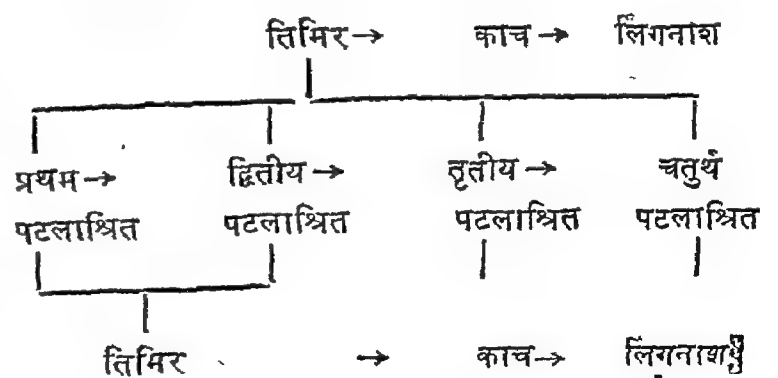 तिमिर→ काच→ लिंगनाश
प्रथम→ द्वितीय→ तृतीय→ चतुर्थ
पटलाश्रित पटलाश्रित पटलाश्रित पटलाश्रित
तिमिर → काच→ लिंगनाश